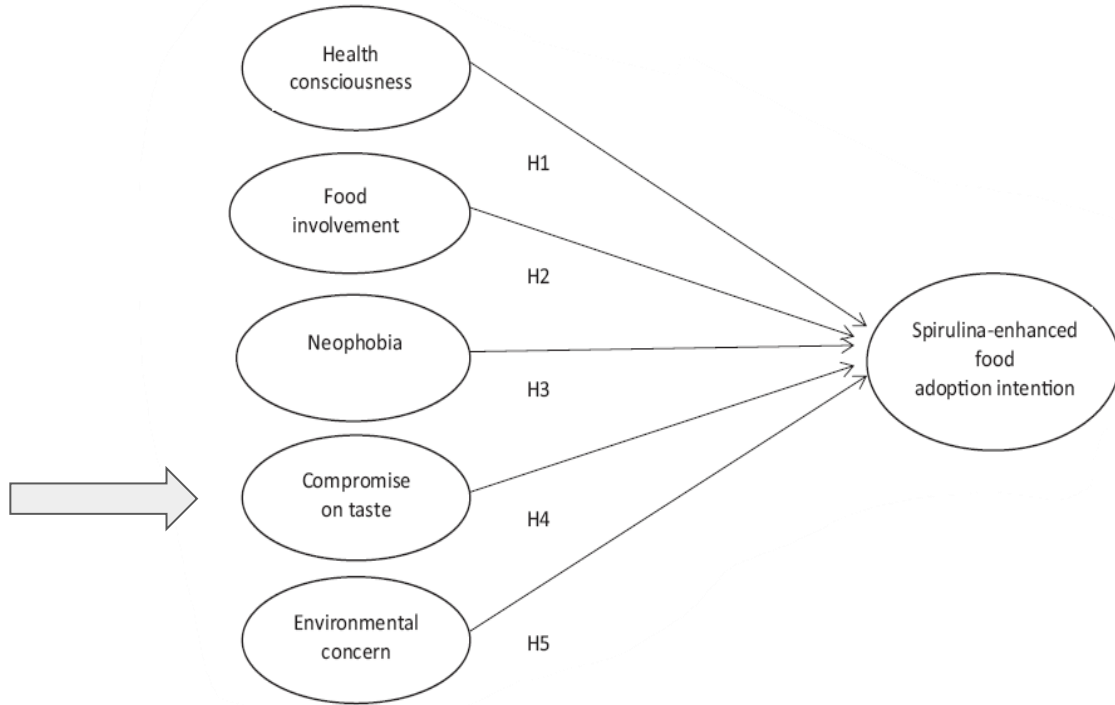 Health
consciousness
H1
Food
involvement
H2
Neophobia
H3
Compromise
on taste
H4
Environmental
concern
H5
Spirulina-enhanced
food
adoption intention